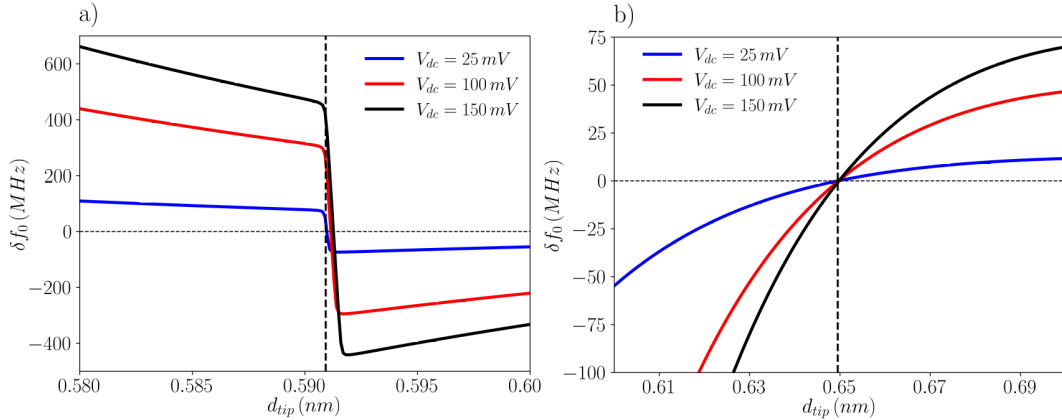 a)
600
400
200
0
−200
−400
δf₀ (MHz)
0.580
0.585
0.590
0.595
0.60
d_tip (nm)
V_dc = 25 mV
V_dc = 100 mV
V_dc = 150 mV
b)
75
50
25
0
−25
−50
−75
−100
δf₀ (MHz)
0.61
0.63
0.65
0.67
0.69
d_tip (nm)
V_dc = 25 mV
V_dc = 100 mV
V_dc = 150 mV